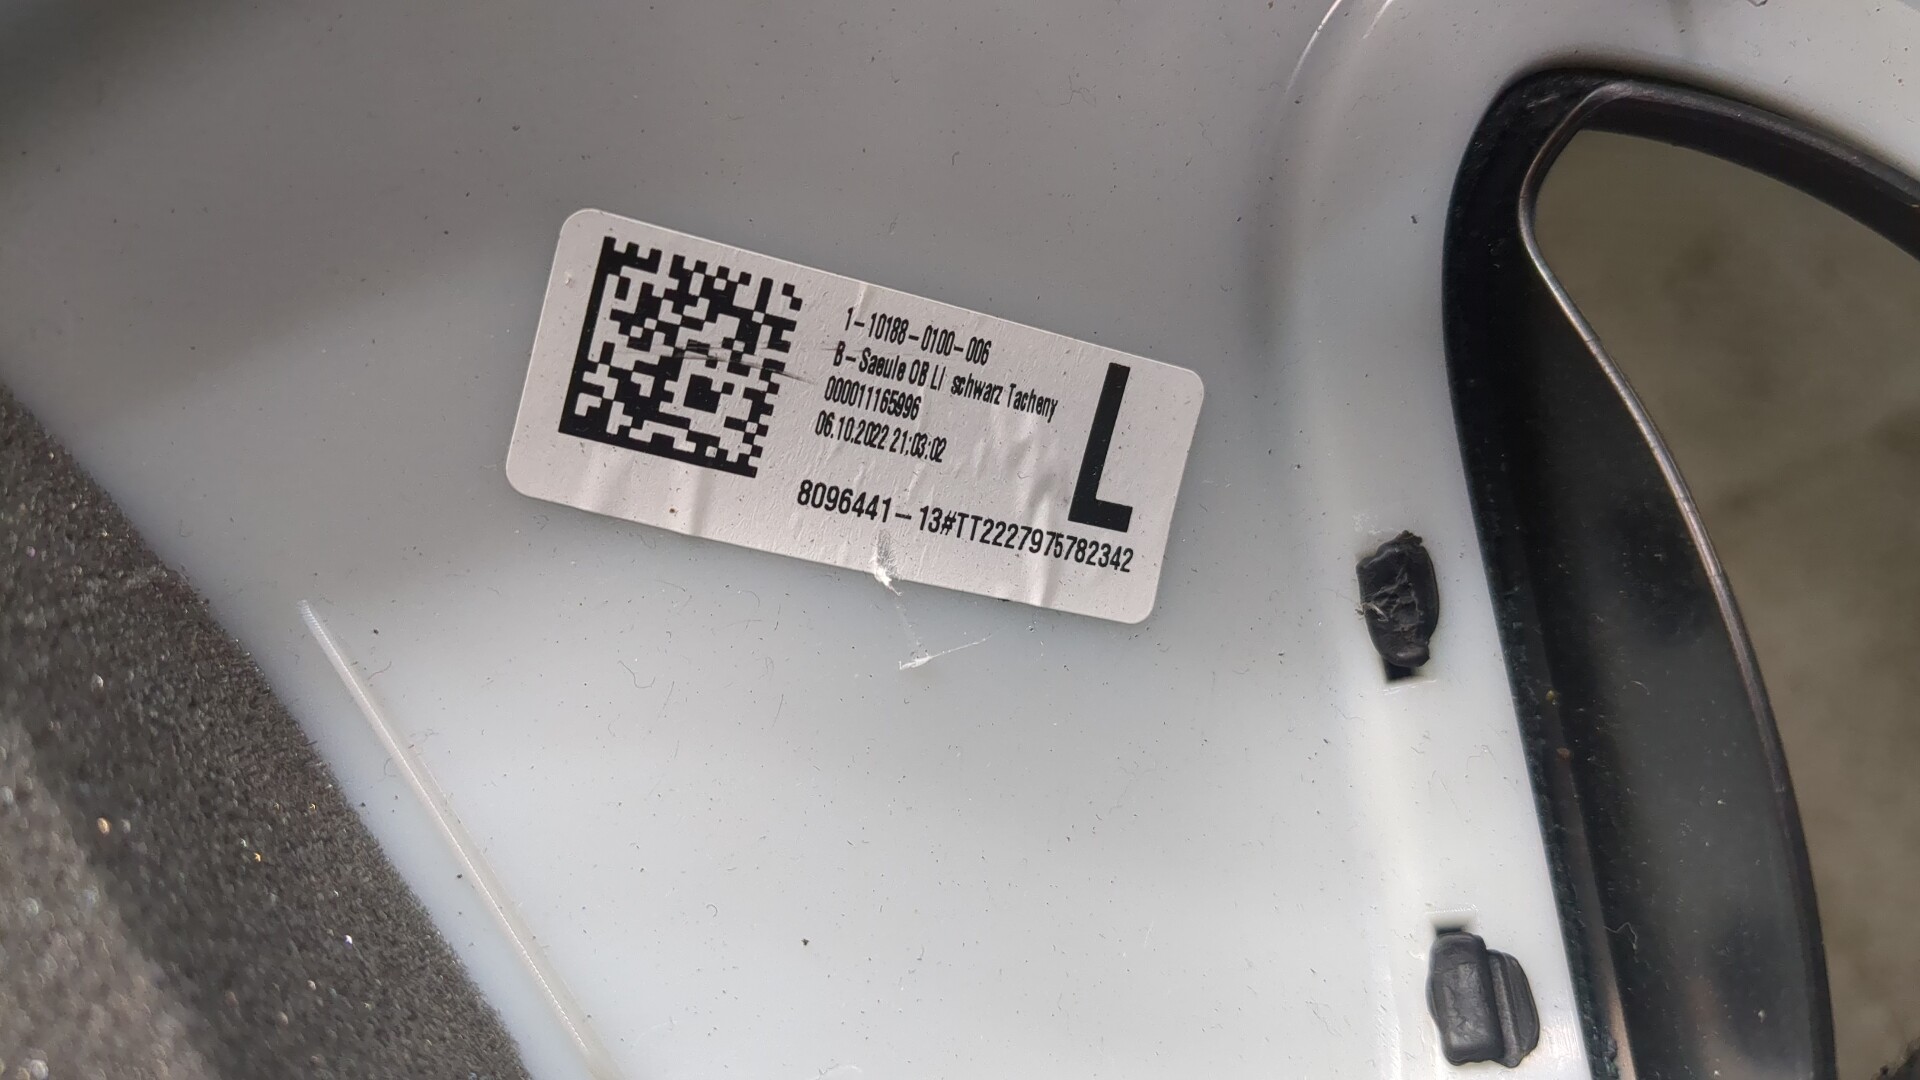 1-10188-0100-006
B-Saeule OB LI schwarz Tacheny
000011165996
06.10.2022 21:03:02
L
8096441-13#TT2227975782342